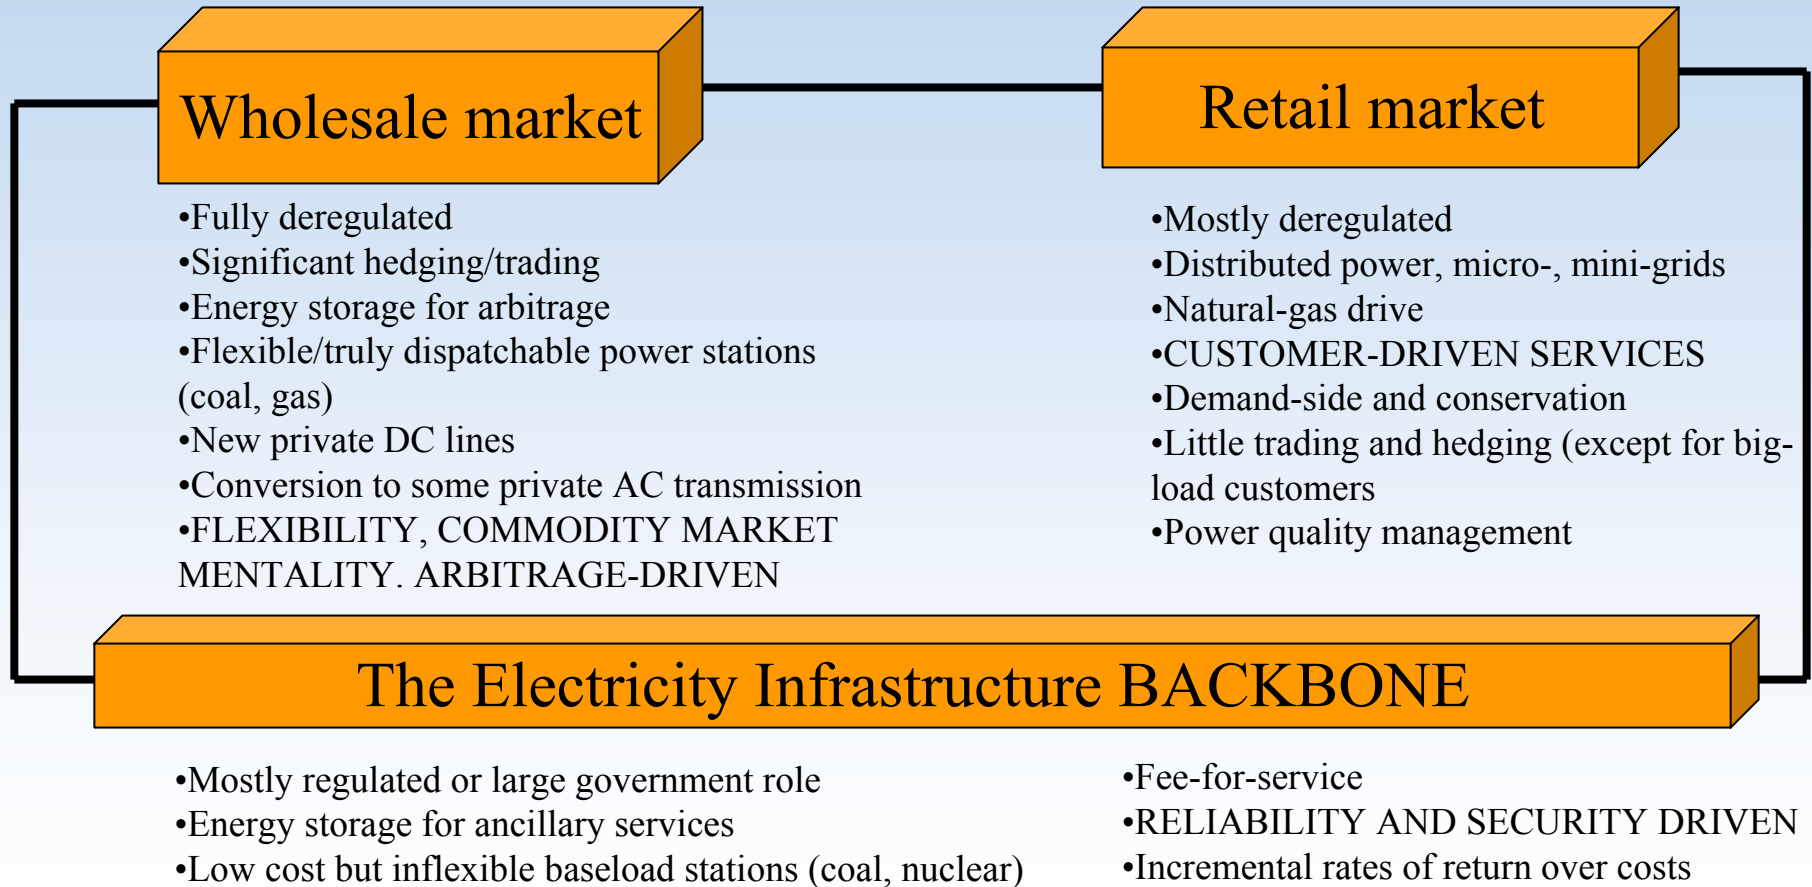 Wholesale market
Retail market
•Fully deregulated
•Significant hedging/trading
•Energy storage for arbitrage
•Flexible/truly dispatchable power stations
(coal, gas)
•New private DC lines
•Conversion to some private AC transmission
•FLEXIBILITY, COMMODITY MARKET
MENTALITY. ARBITRAGE-DRIVEN
•Mostly deregulated
•Distributed power, micro-, mini-grids
•Natural-gas drive
•CUSTOMER-DRIVEN SERVICES
•Demand-side and conservation
•Little trading and hedging (except for big-
load customers
•Power quality management
The Electricity Infrastructure BACKBONE
•Mostly regulated or large government role
•Energy storage for ancillary services
•Low cost but inflexible baseload stations (coal, nuclear)
•Fee-for-service
•RELIABILITY AND SECURITY DRIVEN
•Incremental rates of return over costs